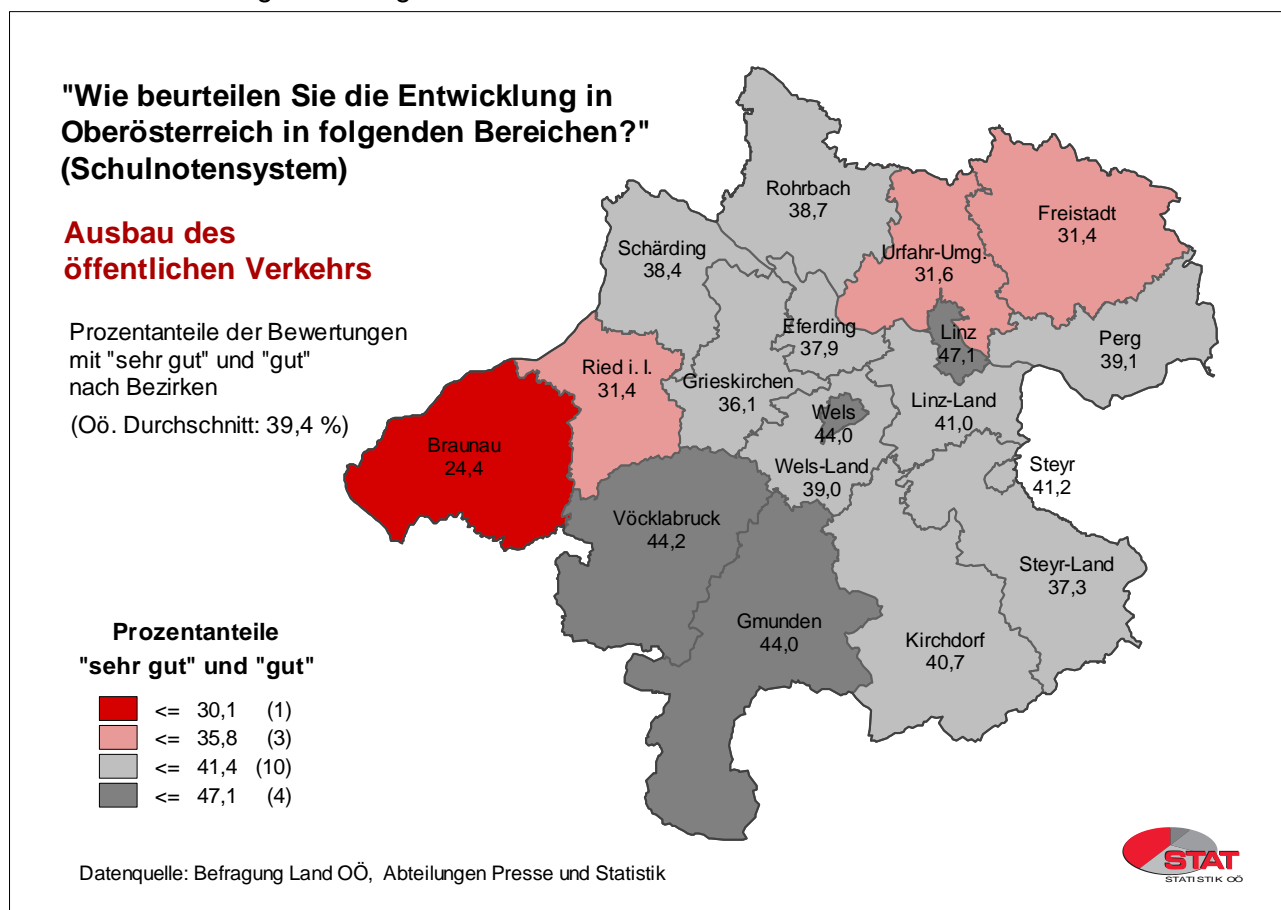 "Wie beurteilen Sie die Entwicklung in
Oberösterreich in folgenden Bereichen?"
(Schulnotensystem)
Ausbau des
öffentlichen Verkehrs
Prozentanteile der Bewertungen
mit "sehr gut" und "gut"
nach Bezirken
(Oö. Durchschnitt: 39,4 %)
Rohrbach
38,7
Freistadt
31,4
Schärding
38,4
Urfahr-Umg.
31,6
Eferding
37,9
Linz
47,1
Perg
39,1
Ried i. I.
31,4
Grieskirchen
36,1
Wels
44,0
Linz-Land
41,0
Braunau
24,4
Wels-Land
39,0
Steyr
41,2
Vöcklabruck
44,2
Steyr-Land
37,3
Gmunden
44,0
Kirchdorf
40,7
Prozentanteile
"sehr gut" und "gut"
<= 30,1 (1)
<= 35,8 (3)
<= 41,4 (10)
<= 47,1 (4)
Datenquelle: Befragung Land OÖ, Abteilungen Presse und Statistik
STAT
STATISTIK OÖ